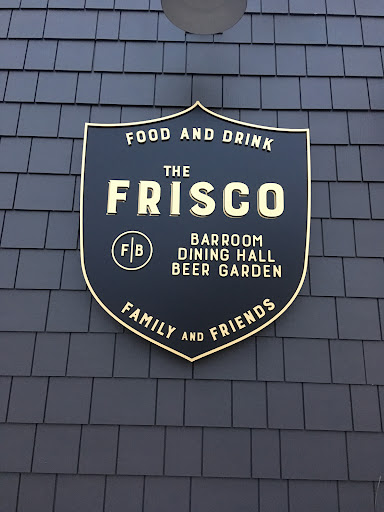 FOOD AND DRINK
THE
FRISCO
F|B
BARROOM
DINING HALL
BEER GARDEN
FAMILY AND FRIENDS